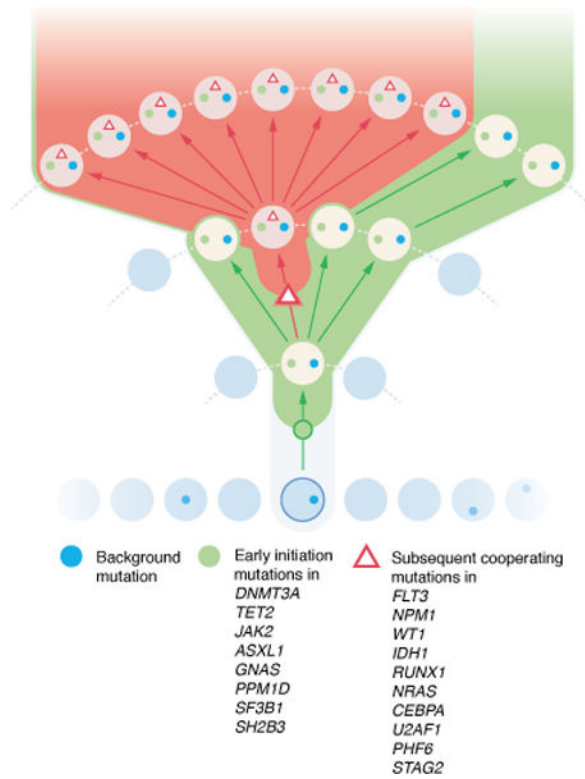 Background
mutation
Early initiation
mutations in
DNMT3A
TET2
JAK2
ASXL1
GNAS
PPM1D
SF3B1
SH2B3
Subsequent cooperating
mutations in
FLT3
NPM1
WT1
IDH1
RUNX1
NRAS
CEBPA
U2AF1
PHF6
STAG2